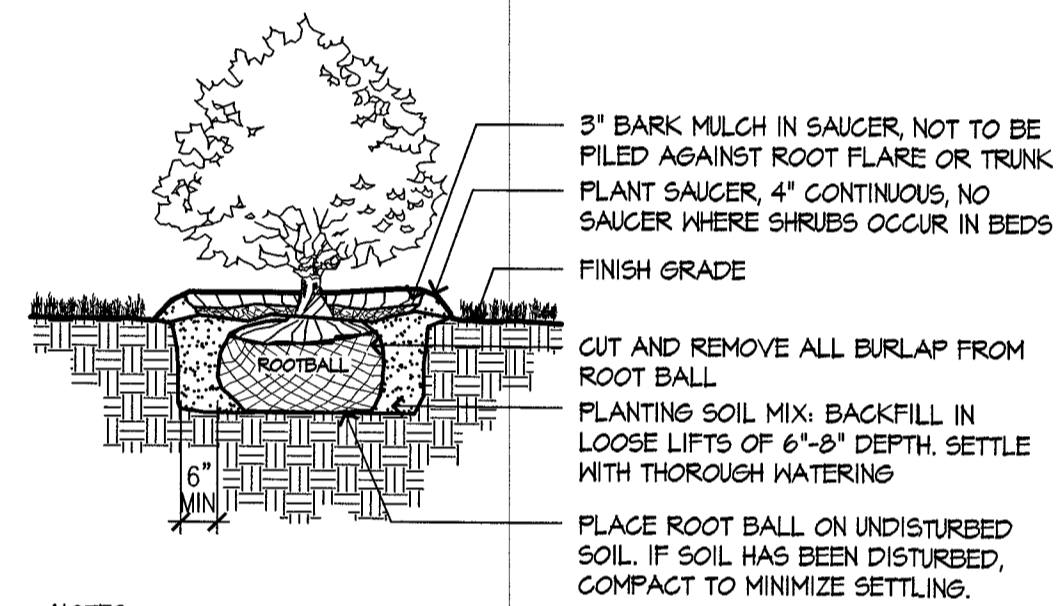 3" BARK MULCH IN SAUCER, NOT TO BE
PILED AGAINST ROOT FLARE OR TRUNK
PLANT SAUCER, 4" CONTINUOUS, NO
SAUCER WHERE SHRUBS OCCUR IN BEDS
FINISH GRADE
CUT AND REMOVE ALL BURLAP FROM
ROOT BALL
ROOTBALL
PLANTING SOIL MIX: BACKFILL IN
LOOSE LIFTS OF 6"-8" DEPTH. SETTLE
WITH THOROUGH WATERING
6"
MIN
PLACE ROOT BALL ON UNDISTURBED
SOIL. IF SOIL HAS BEEN DISTURBED,
COMPACT TO MINIMIZE SETTLING.